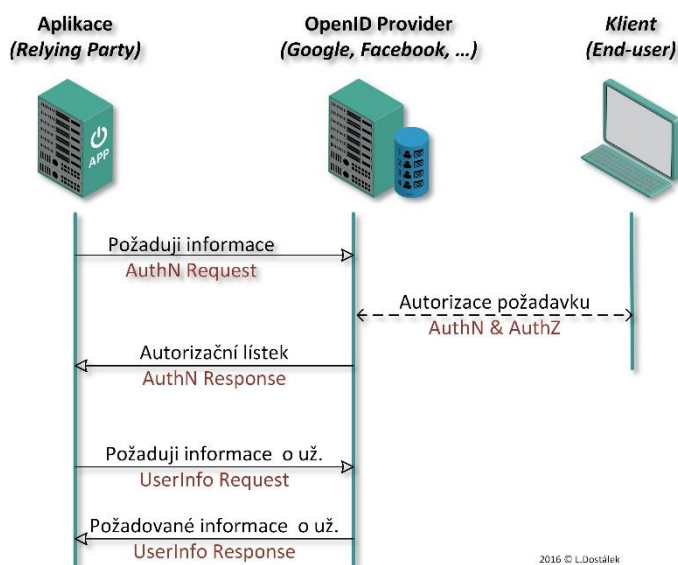 Aplikace
(Relying Party)
OpenID Provider
(Google, Facebook, ...)
Klient
(End-user)
APP
Požaduji informace
AuthN Request
Autorizace požadavku
AuthN & AuthZ
Autorizační lístek
AuthN Response
Požaduji informace o už.
UserInfo Request
Požadované informace o už.
UserInfo Response
2016 © L.Dostálek